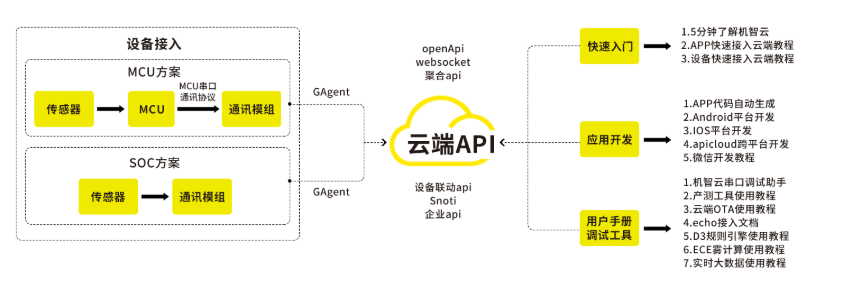 设备接入
MCU方案
传感器
MCU
MCU串口
通讯协议
通讯模组
SOC方案
传感器
通讯模组
GAgent
GAgent
openApi
websocket
聚合api
云端API
设备联动api
Snoti
企业api
快速入门
1.5分钟了解机智云
2.APP快速接入云端教程
3.设备快速接入云端教程
应用开发
1.APP代码自动生成
2.Android平台开发
3.IOS平台开发
4.apicloud跨平台开发
5.微信开发教程
用户手册
调试工具
1.机智云串口调试助手
2.产测工具使用教程
3.云端OTA使用教程
4.echo接入文档
5.D3规则引擎使用教程
6.ECE雾计算使用教程
7.实时大数据使用教程